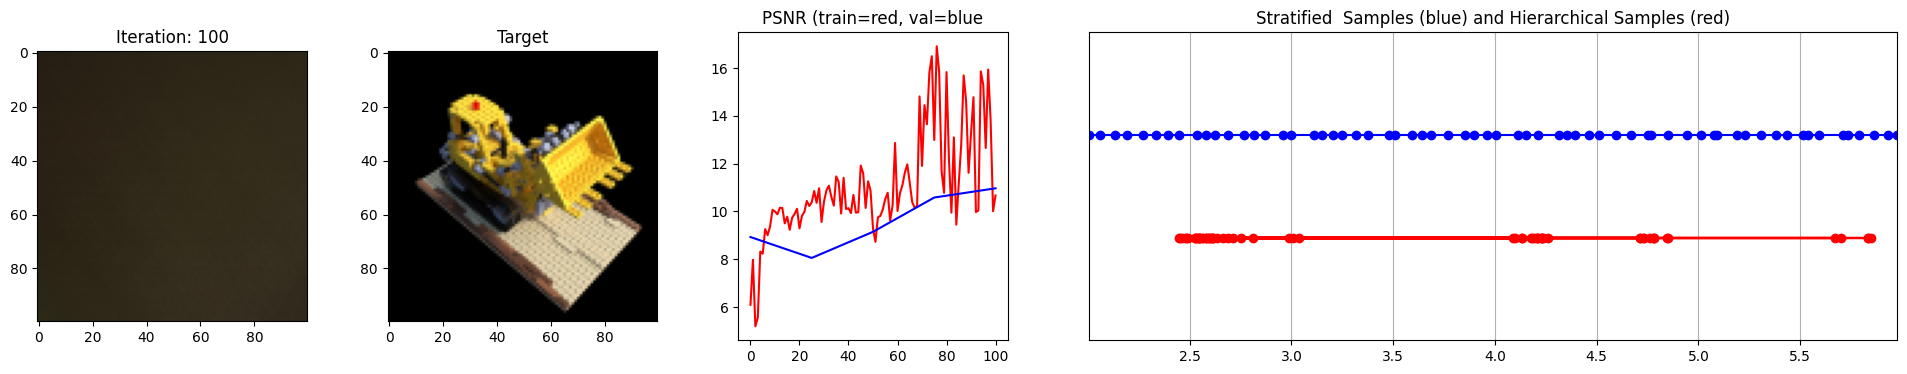 Iteration: 100
0
20
40
60
80
0 20 40 60 80
Target
0
20
40
60
80
0 20 40 60 80
PSNR (train=red, val=blue
16
14
12
10
8
6
0 20 40 60 80 100
Stratified  Samples (blue) and Hierarchical Samples (red)
2.5 3.0 3.5 4.0 4.5 5.0 5.5